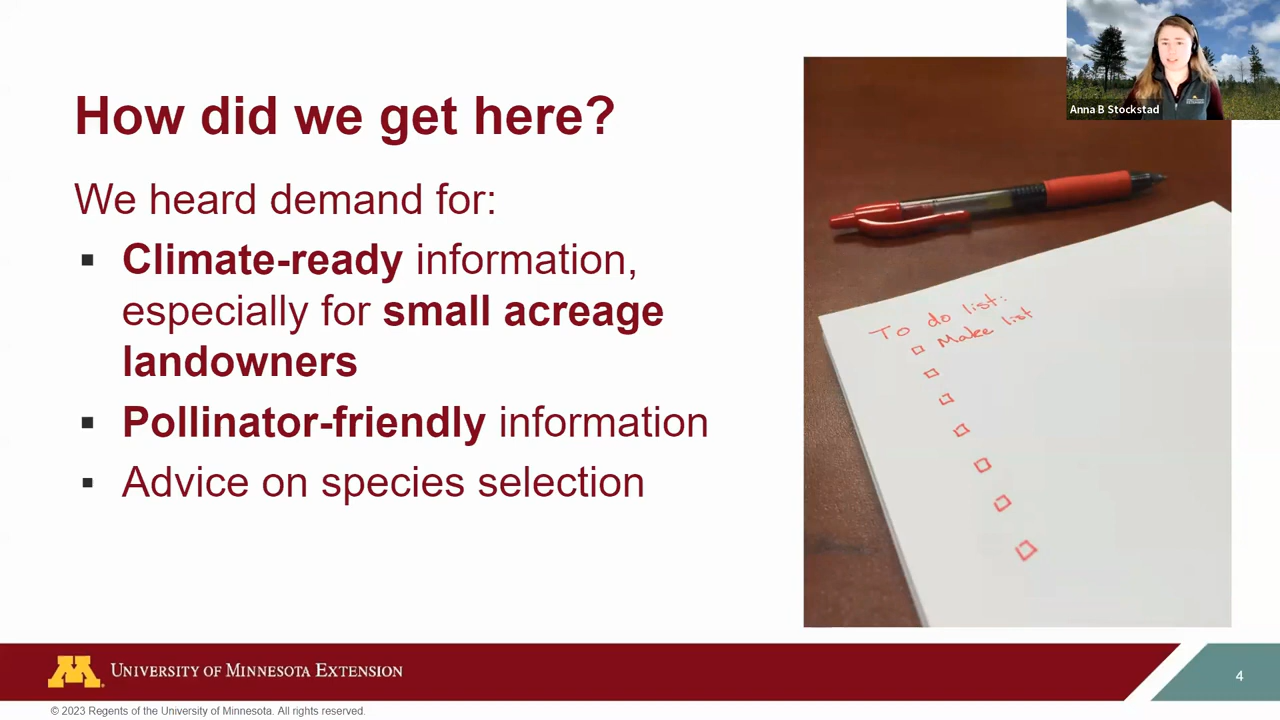 How did we get here?
We heard demand for:
▪ Climate-ready information,
especially for small acreage
landowners
▪ Pollinator-friendly information
▪ Advice on species selection
Anna B Stockstad
To do list:
Make list
UNIVERSITY OF MINNESOTA EXTENSION
4
© 2023 Regents of the University of Minnesota. All rights reserved.